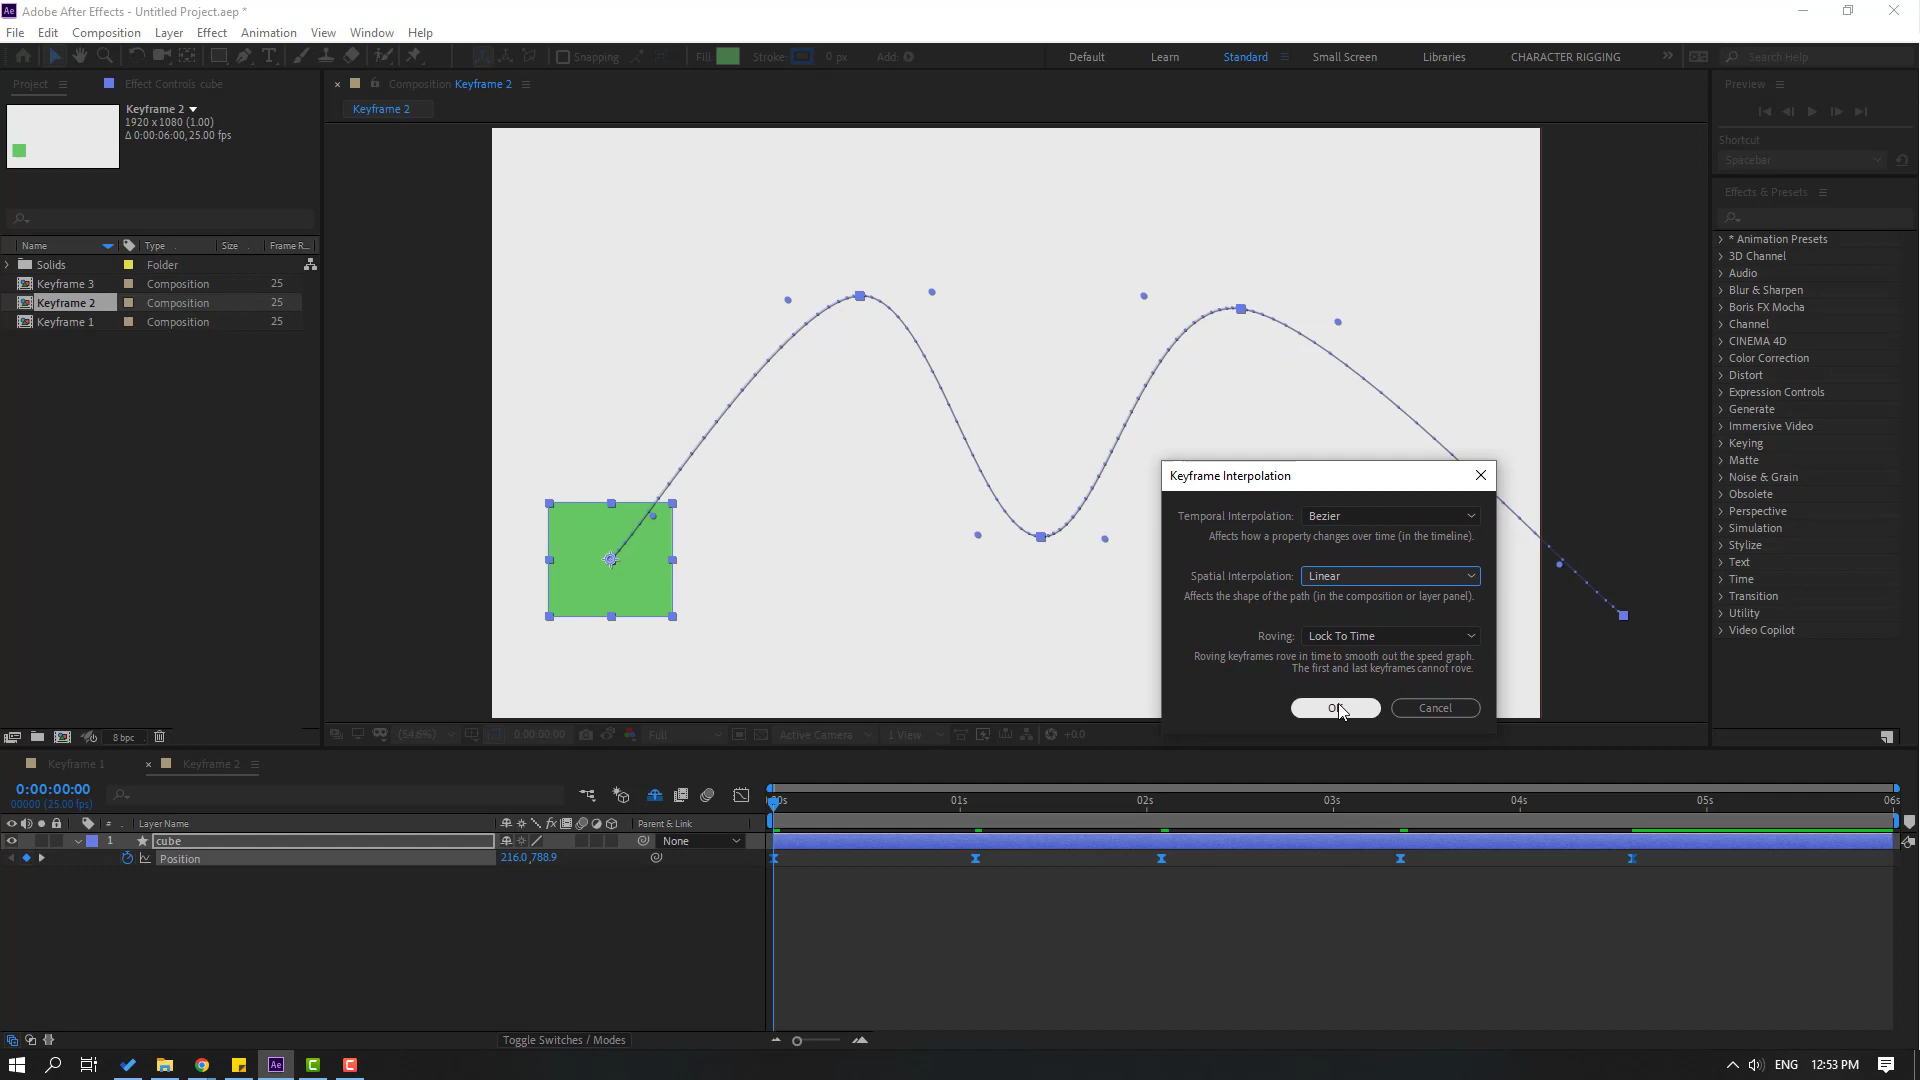 Ae Adobe After Effects - Untitled Project.aep *
File Edit Composition Layer Effect Animation View Window Help
Snapping Fill Stroke 0 px Add: Default Learn Standard Small Screen Libraries CHARACTER RIGGING Search Help
Project Effect Controls cube
Composition Keyframe 2
Keyframe 2
Keyframe 2
1920 x 1080 (1.00)
Δ 0:00:06:00, 25.00 fps
Name Type Size Frame R...
Solids Folder
Keyframe 3 Composition 25
Keyframe 2 Composition 25
Keyframe 1 Composition 25
8 bpc
(54.6%) 0:00:00:00 Full Active Camera 1 View +0.0
Keyframe Interpolation
Temporal Interpolation: Bezier
Affects how a property changes over time (in the timeline).
Spatial Interpolation: Linear
Affects the shape of the path (in the composition or layer panel).
Roving: Lock To Time
Roving keyframes rove in time to smooth out the speed graph.
The first and last keyframes cannot rove.
Cancel
Preview
Shortcut
Spacebar
Effects & Presets
* Animation Presets
3D Channel
Audio
Blur & Sharpen
Boris FX Mocha
Channel
CINEMA 4D
Color Correction
Distort
Expression Controls
Generate
Immersive Video
Keying
Matte
Noise & Grain
Obsolete
Perspective
Simulation
Stylize
Text
Time
Transition
Utility
Video Copilot
Keyframe 1 Keyframe 2
0:00:00:00
00000 (25.00 fps)
01s 02s 03s 04s 05s 06s
# Layer Name fx Parent & Link
1 cube None
Position 216.0,788.9
Toggle Switches / Modes
Ae C C ENG 12:53 PM